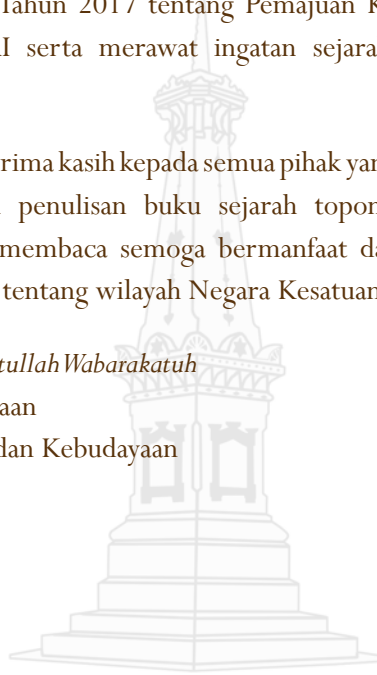 Tahun 2017 tentang Pemajuan K
I serta merawat ingatan sejara
rima kasih kepada semua pihak yan
penulisan buku sejarah topon
membaca semoga bermanfaat da
tentang wilayah Negara Kesatuan
tullah Wabarakatuh
aan
dan Kebudayaan